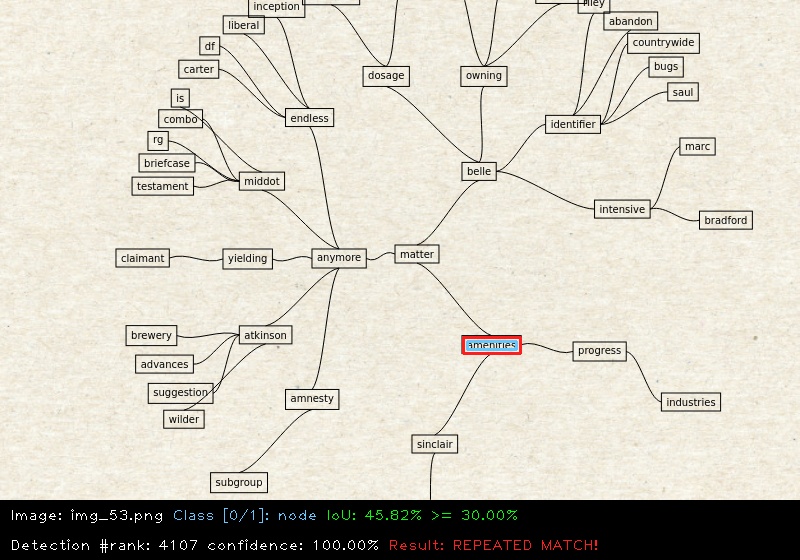 inception
riley
abandon
liberal
countrywide
df
bugs
carter
dosage
owning
saul
is
combo
endless
identifier
rg
marc
briefcase
belle
testament
middot
intensive
bradford
claimant
yielding
anymore
matter
brewery
atkinson
amenities
progress
advances
suggestion
amnesty
industries
wilder
sinclair
subgroup
Image: img_53.png Class [0/1]: node IoU: 45.82% >= 30.00%
Detection #rank: 4107 confidence: 100.00% Result: REPEATED MATCH!